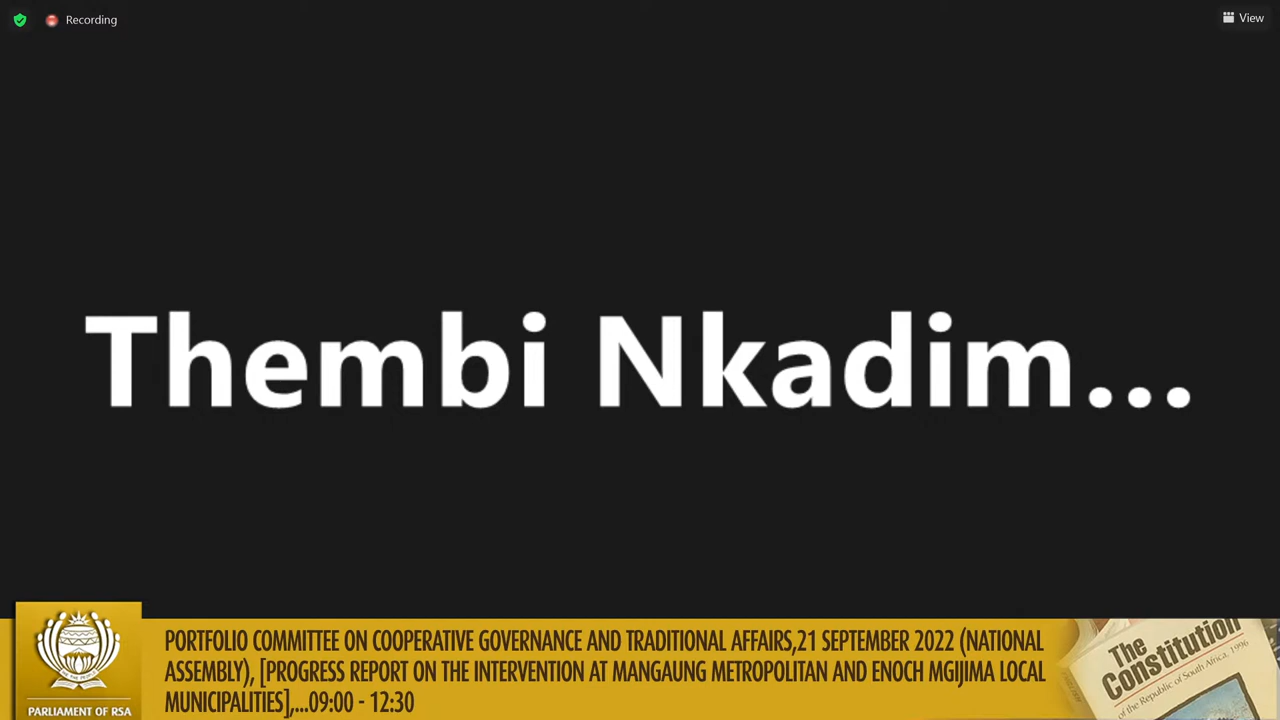 Recording
View
Thembi Nkadim...
PORTFOLIO COMMITTEE ON COOPERATIVE GOVERNANCE AND TRADITIONAL AFFAIRS,21 SEPTEMBER 2022 (NATIONAL
ASSEMBLY), [PROGRESS REPORT ON THE INTERVENTION AT MANGAUNG METROPOLITAN AND ENOCH MGIJIMA LOCAL
MUNICIPALITIES],...09:00 - 12:30
PARLIAMENT OF RSA
The
Constitution
of the Republic of South Africa, 1996